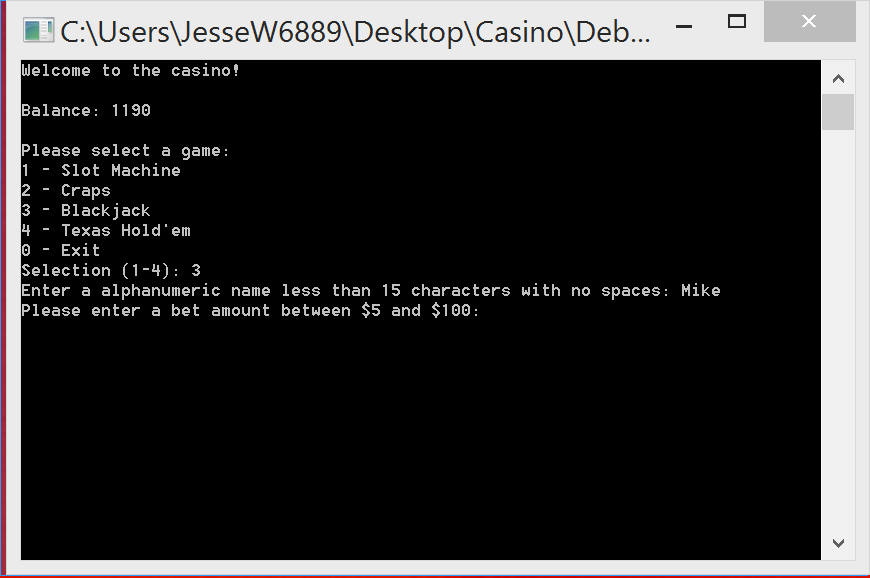 C:\Users\JesseW6889\Desktop\Casino\Deb...
Welcome to the casino!
Balance: 1190
Please select a game:
1 - Slot Machine
2 - Craps
3 - Blackjack
4 - Texas Hold'em
0 - Exit
Selection (1-4): 3
Enter a alphanumeric name less than 15 characters with no spaces: Mike
Please enter a bet amount between $5 and $100: